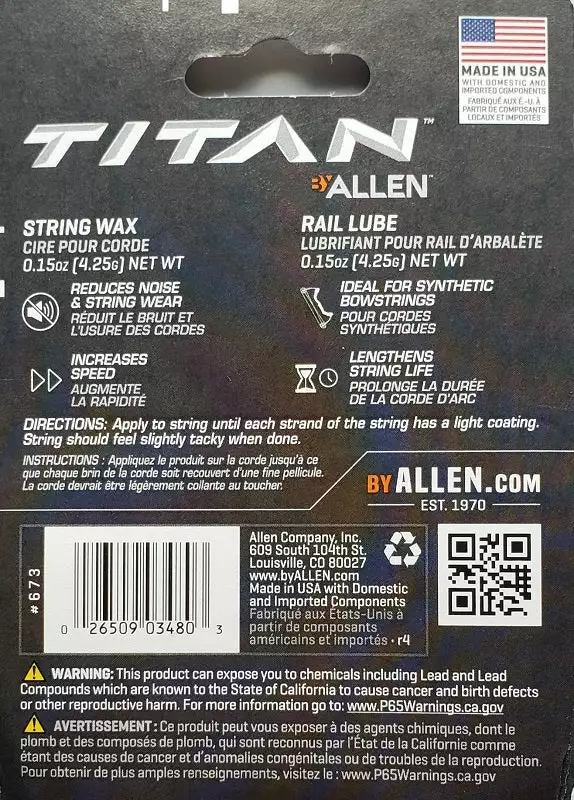 MADE IN USA
WITH DOMESTIC AND
IMPORTED COMPONENTS
FABRIQUÉ AUX É.-U. À
PARTIR DE COMPOSANTS
LOCAUX ET IMPORTÉS
TITAN™
BY ALLEN™
STRING WAX
CIRE POUR CORDE
0.15oz (4.25g) NET WT
RAIL LUBE
LUBRIFIANT POUR RAIL D'ARBALÈTE
0.15oz (4.25g) NET WT
REDUCES NOISE
& STRING WEAR
RÉDUIT LE BRUIT ET
L'USURE DES CORDES
IDEAL FOR SYNTHETIC
BOWSTRINGS
POUR CORDES
SYNTHÉTIQUES
INCREASES
SPEED
AUGMENTE
LA RAPIDITÉ
LENGTHENS
STRING LIFE
PROLONGE LA DURÉE
DE LA CORDE D'ARC
DIRECTIONS: Apply to string until each strand of the string has a light coating.
String should feel slightly tacky when done.
INSTRUCTIONS : Appliquez le produit sur la corde jusqu'à ce
que chaque brin de la corde soit recouvert d'une fine pellicule.
La corde devrait être légèrement collante au toucher.
BY ALLEN.COM
EST. 1970
#673
0 26509 03480 3
Allen Company, Inc.
609 South 104th St.
Louisville, CO 80027
www.byALLEN.com
Made in USA with Domestic
and Imported Components
Fabriqué aux États-Unis à
partir de composants
américains et importés • r4
WARNING: This product can expose you to chemicals including Lead and Lead
Compounds which are known to the State of California to cause cancer and birth defects
or other reproductive harm. For more information go to: www.P65Warnings.ca.gov
AVERTISSEMENT : Ce produit peut vous exposer à des agents chimiques, dont le
plomb et des composés de plomb, qui sont reconnus par l'État de la Californie comme
étant des causes de cancer et d'anomalies congénitales ou de troubles de la reproduction.
Pour obtenir de plus amples renseignements, visitez le : www.P65Warnings.ca.gov